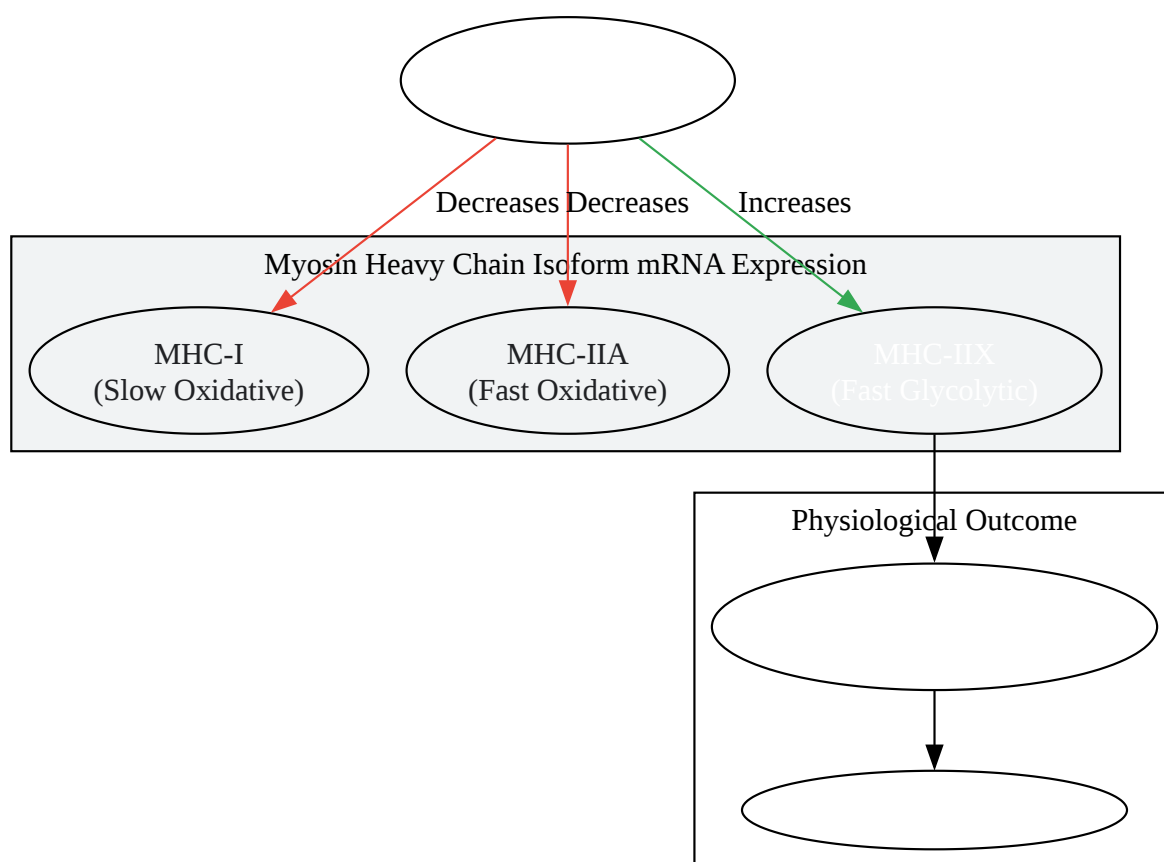 Decreases Decreases Increases
Myosin Heavy Chain Isoform mRNA Expression
MHC-I
(Slow Oxidative)
MHC-IIA
(Fast Oxidative)
MHC-IIX
(Fast Glycolytic)
Physiological Outcome